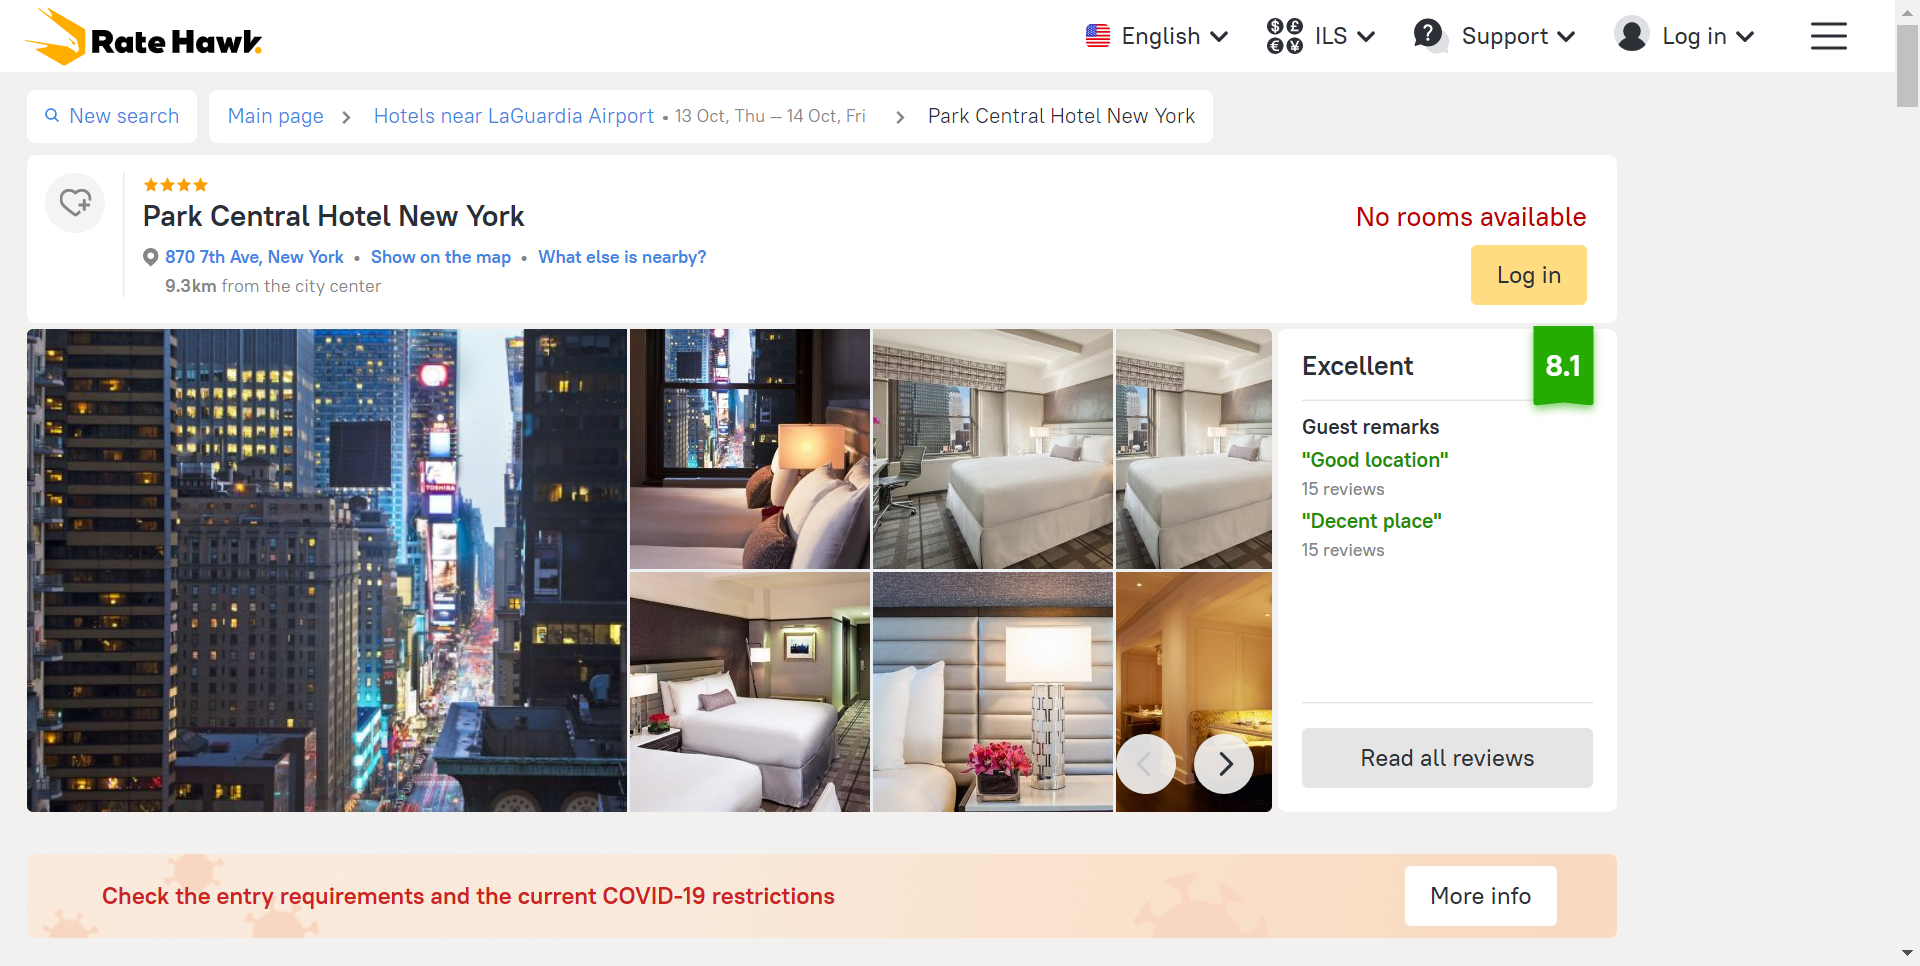 Rate Hawk.
English
ILS
Support
Log in
New search
Main page
Hotels near LaGuardia Airport • 13 Oct, Thu — 14 Oct, Fri
Park Central Hotel New York
Park Central Hotel New York
870 7th Ave, New York • Show on the map • What else is nearby?
9.3km from the city center
No rooms available
Log in
TOSHIBA
Excellent
8.1
Guest remarks
"Good location"
15 reviews
"Decent place"
15 reviews
Read all reviews
Check the entry requirements and the current COVID-19 restrictions
More info